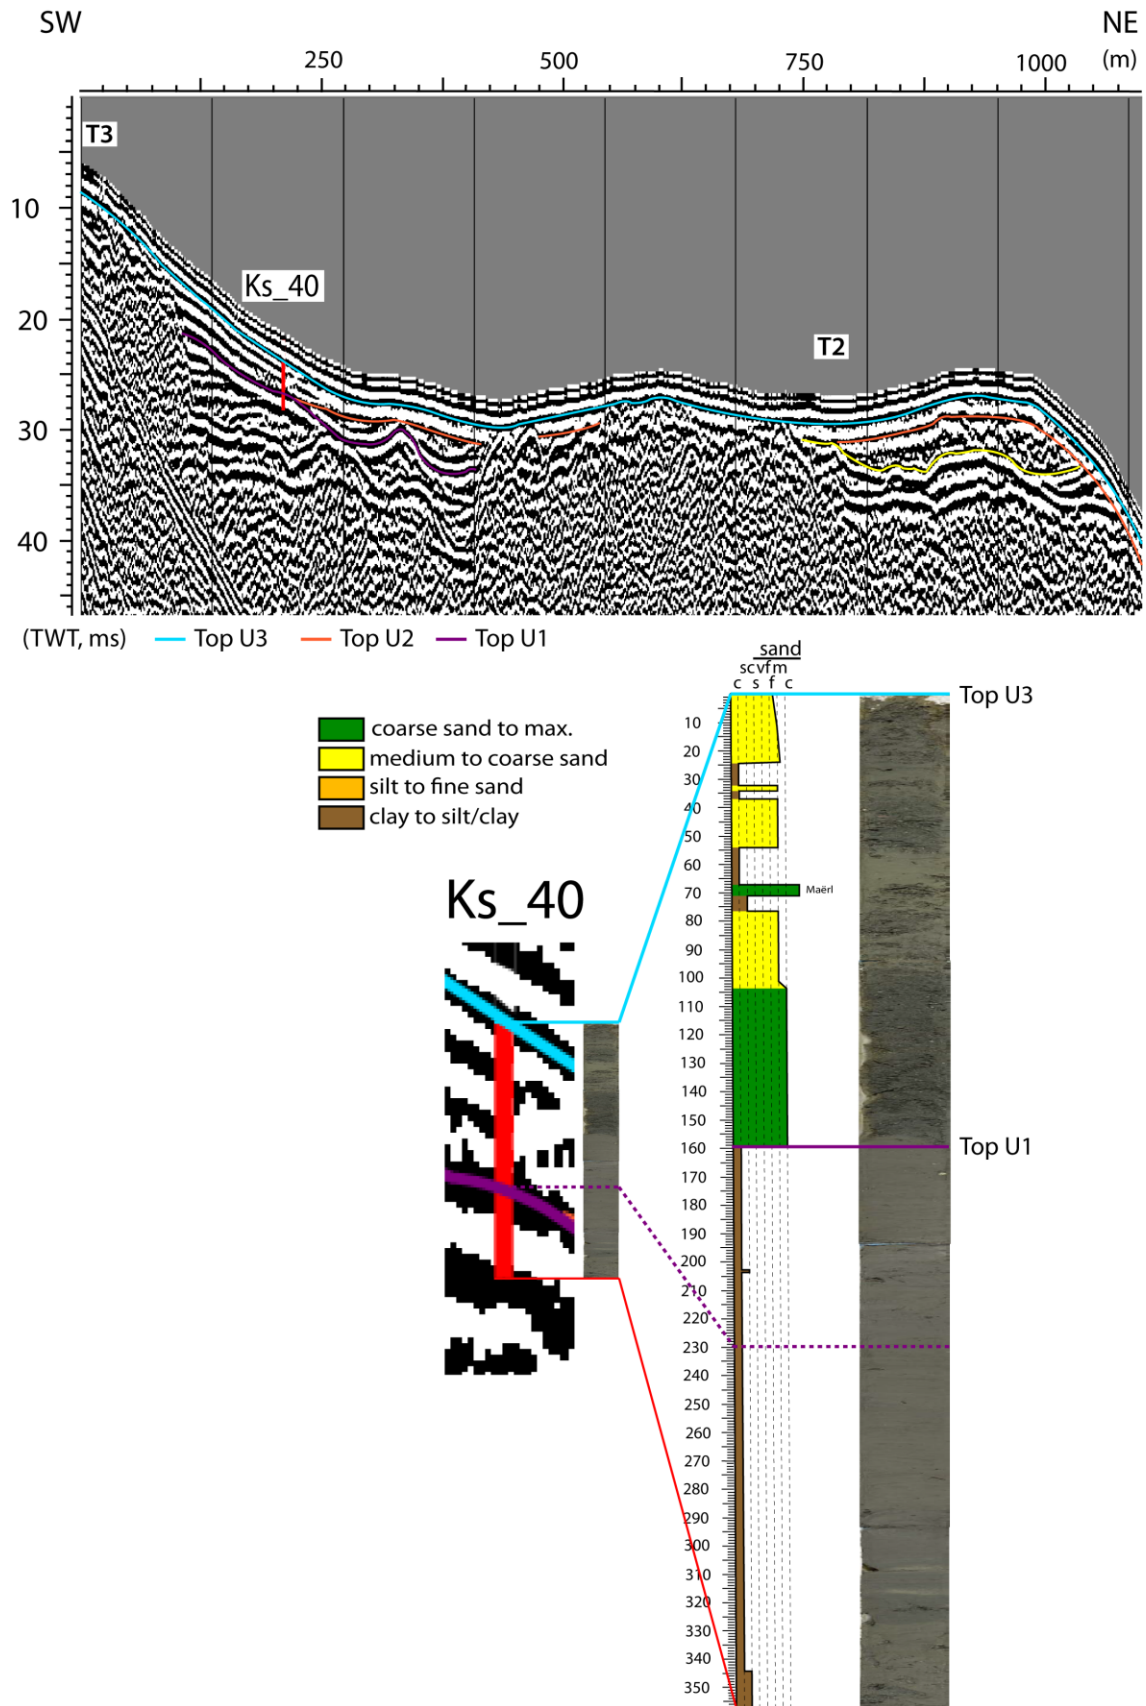 SW NE
250 500 750 1000 (m)
T3
10
Ks_40
20
T2
30
40
(TWT, ms) Top U3 Top U2 Top U1
sand
sc vf m
c s f c
Top U3
coarse sand to max.
medium to coarse sand
silt to fine sand
clay to silt/clay
10
20
30
40
50
60
70 Maërl
80
90
100
110
120
130
140
150
160 Top U1
170
180
190
200
210
220
230
240
250
260
270
280
290
300
310
320
330
340
350
Ks_40